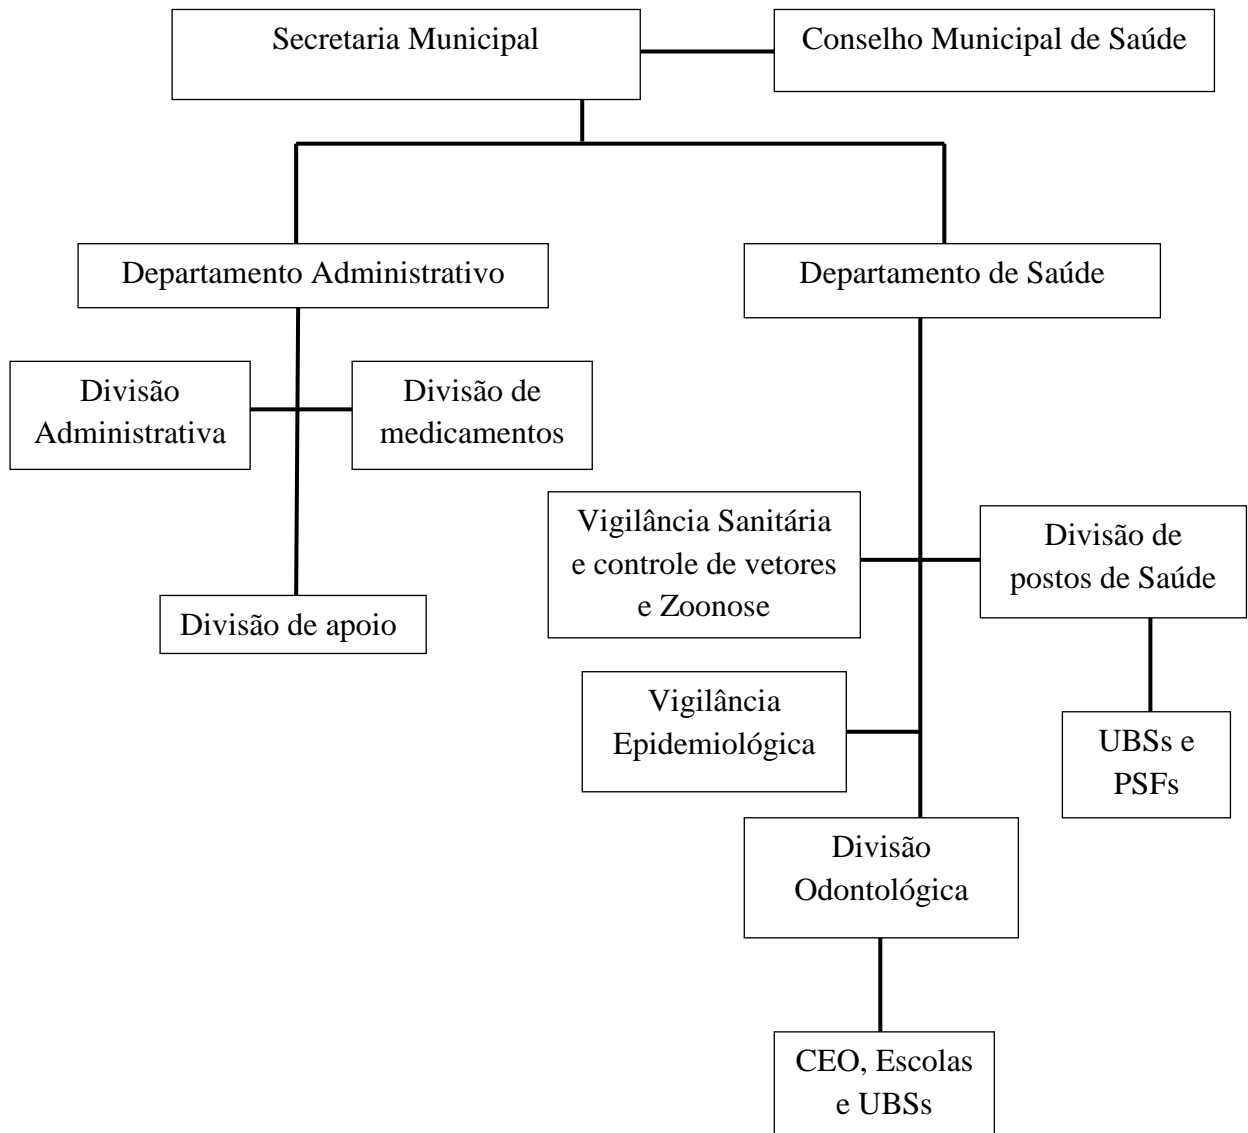 Secretaria Municipal
Conselho Municipal de Saúde
Departamento Administrativo
Departamento de Saúde
Divisão
Administrativa
Divisão de
medicamentos
Vigilância Sanitária
e controle de vetores
e Zoonose
Divisão de
postos de Saúde
Divisão de apoio
Vigilância
Epidemiológica
UBSs e
PSFs
Divisão
Odontológica
CEO, Escolas
e UBSs